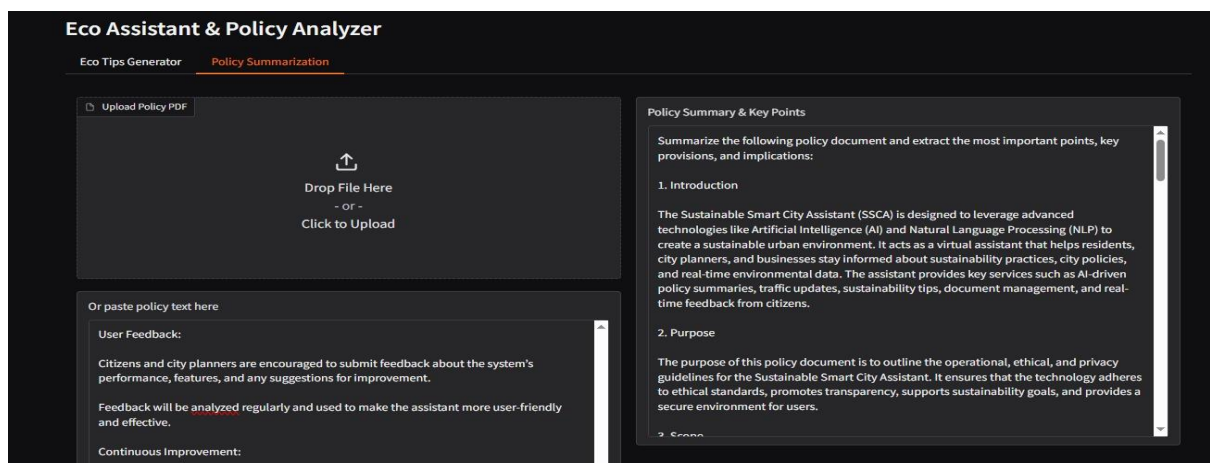 Eco Assistant & Policy Analyzer
Eco Tips Generator
Policy Summarization
Upload Policy PDF
Drop File Here
- or -
Click to Upload
Or paste policy text here
User Feedback:
Citizens and city planners are encouraged to submit feedback about the system's
performance, features, and any suggestions for improvement.
Feedback will be analyzed regularly and used to make the assistant more user-friendly
and effective.
Continuous Improvement:
Policy Summary & Key Points
Summarize the following policy document and extract the most important points, key
provisions, and implications:
1. Introduction
The Sustainable Smart City Assistant (SSCA) is designed to leverage advanced
technologies like Artificial Intelligence (AI) and Natural Language Processing (NLP) to
create a sustainable urban environment. It acts as a virtual assistant that helps residents,
city planners, and businesses stay informed about sustainability practices, city policies,
and real-time environmental data. The assistant provides key services such as AI-driven
policy summaries, traffic updates, sustainability tips, document management, and real-
time feedback from citizens.
2. Purpose
The purpose of this policy document is to outline the operational, ethical, and privacy
guidelines for the Sustainable Smart City Assistant. It ensures that the technology adheres
to ethical standards, promotes transparency, supports sustainability goals, and provides a
secure environment for users.
3. Scope